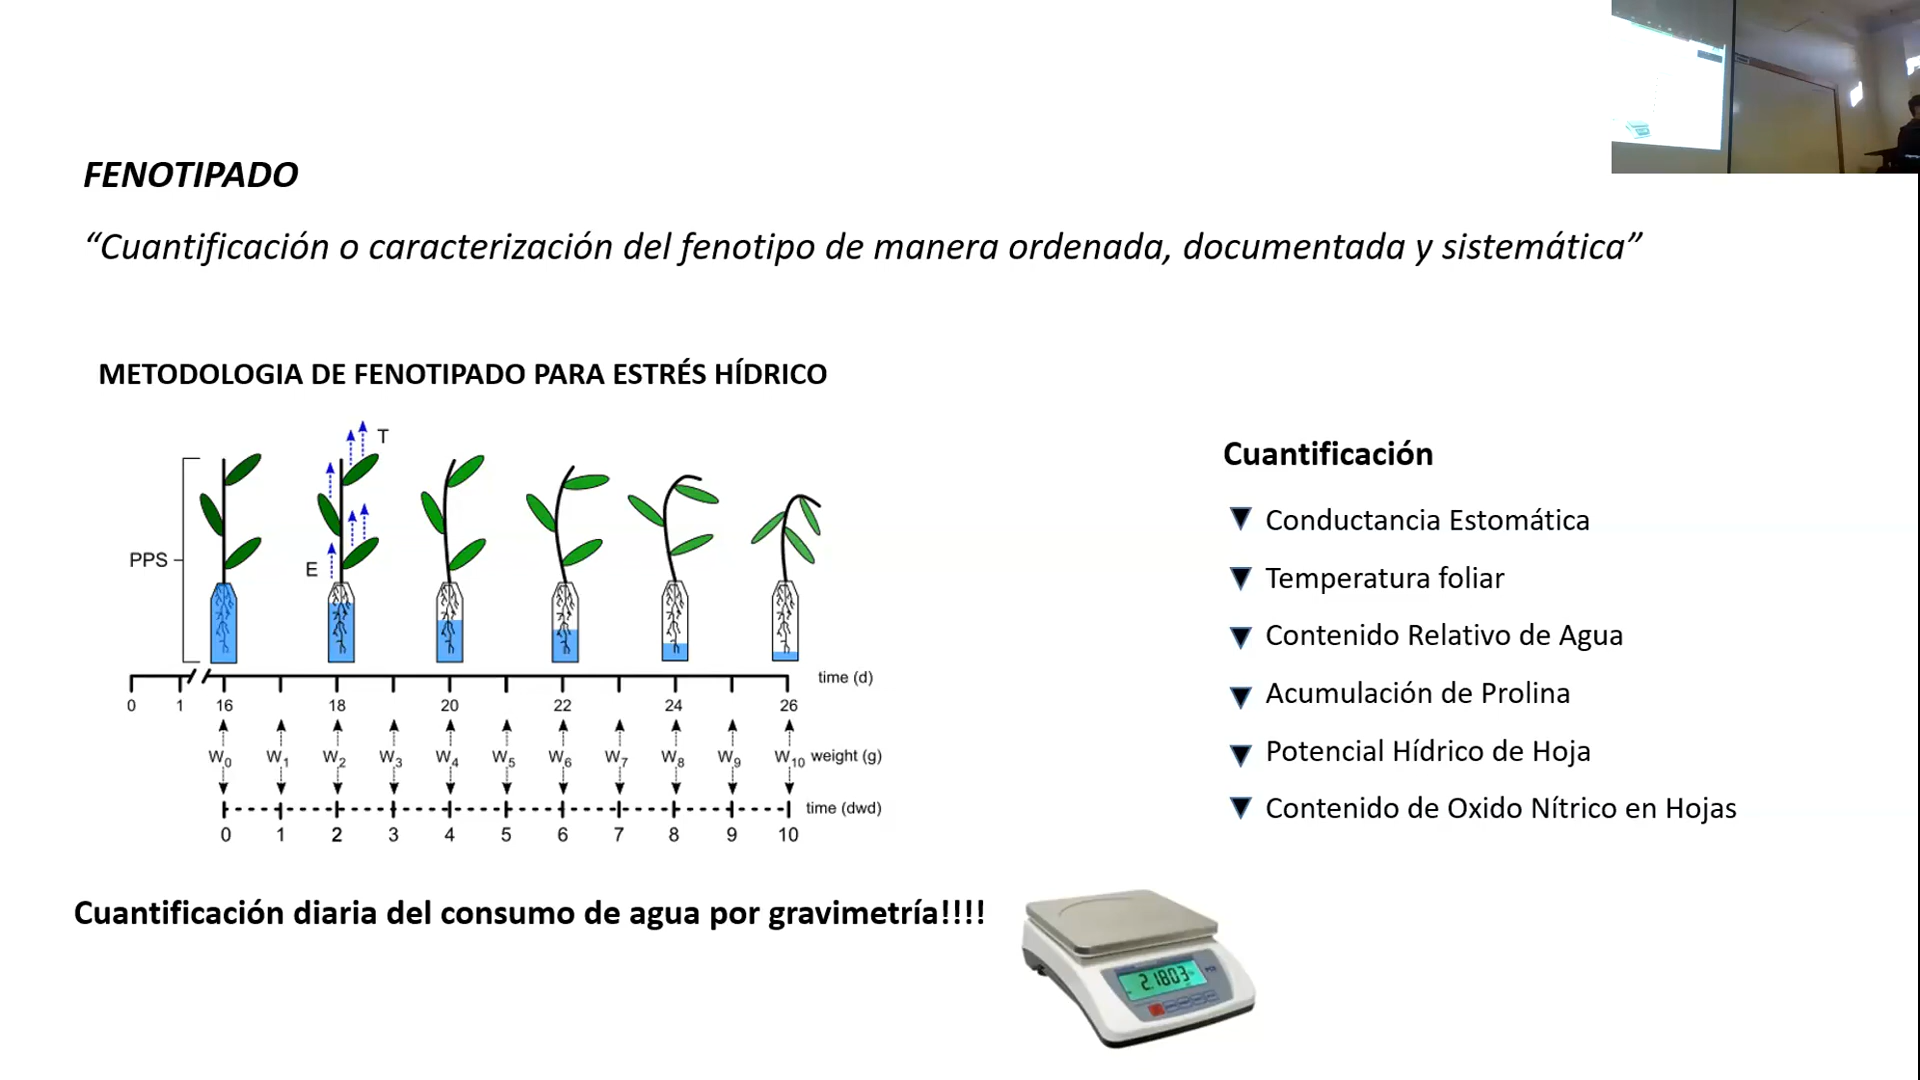 FENOTIPADO
“Cuantificación o caracterización del fenotipo de manera ordenada, documentada y sistemática”
METODOLOGIA DE FENOTIPADO PARA ESTRÉS HÍDRICO
T
PPS
E
time (d)
0 1 16 18 20 22 24 26
W0 W1 W2 W3 W4 W5 W6 W7 W8 W9 W10 weight (g)
time (dwd)
0 1 2 3 4 5 6 7 8 9 10
Cuantificación diaria del consumo de agua por gravimetría!!!!
2.1803
Cuantificación
Conductancia Estomática
Temperatura foliar
Contenido Relativo de Agua
Acumulación de Prolina
Potencial Hídrico de Hoja
Contenido de Oxido Nítrico en Hojas